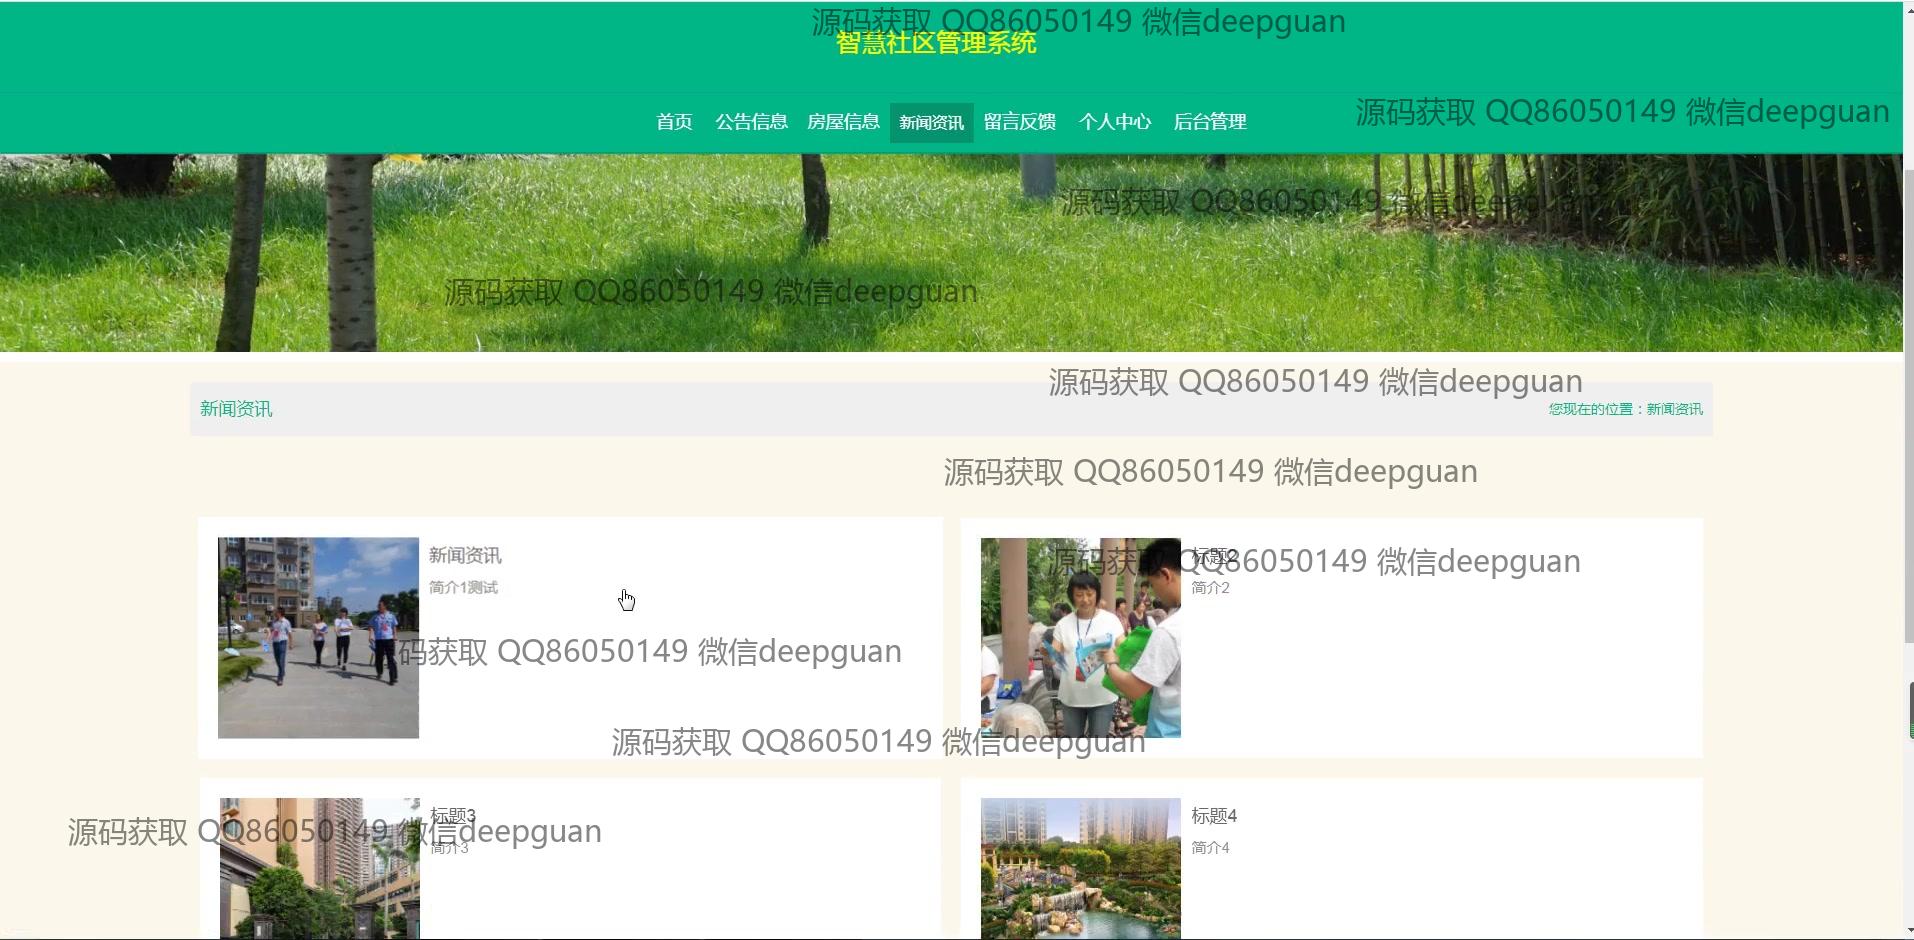 源码获取 QQ86050149 微信deepguan
智慧社区管理系统
首页 公告信息 房屋信息 新闻资讯 留言反馈 个人中心 后台管理
源码获取 QQ86050149 微信deepguan
源码获取 QQ86050149 微信deepguan
源码获取 QQ86050149 微信deepguan
源码获取 QQ86050149 微信deepguan
新闻资讯
您现在的位置：新闻资讯
源码获取 QQ86050149 微信deepguan
新闻资讯
简介1测试
源码获取 QQ86050149 微信deepguan
标题2
简介2
码获取 QQ86050149 微信deepguan
源码获取 QQ86050149 微信deepguan
标题3
源码获取 QQ86050149 微信deepguan
简介3
标题4
简介4